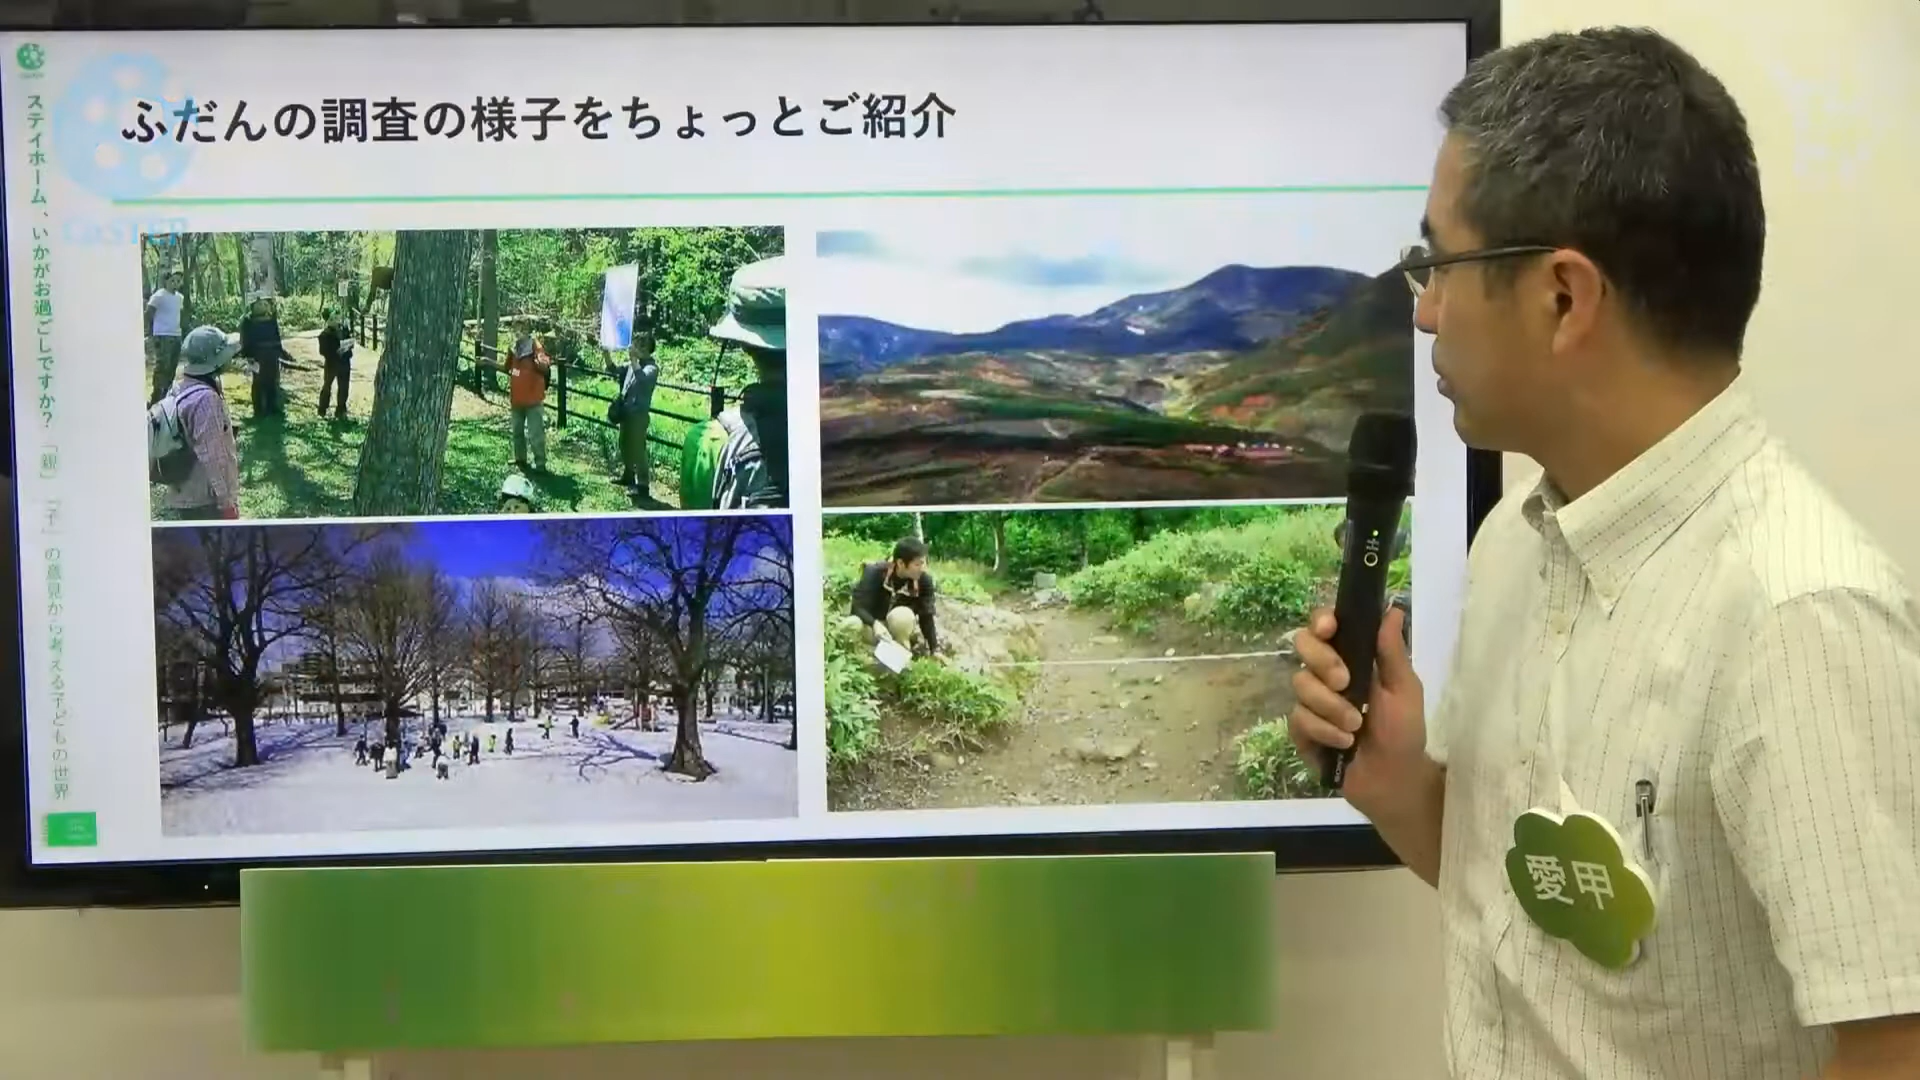 ふだんの調査の様子をちょっとご紹介
ステイホーム、いかがお過ごしですか？「親」「子」の意見から考える子どもの世界
CoSTEP
愛甲
SONY